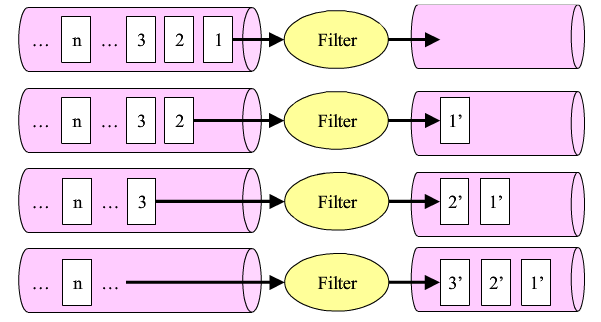 … n … 3 2 1 Filter
… n … 3 2 Filter 1’
… n … 3 Filter 2’ 1’
… n … Filter 3’ 2’ 1’